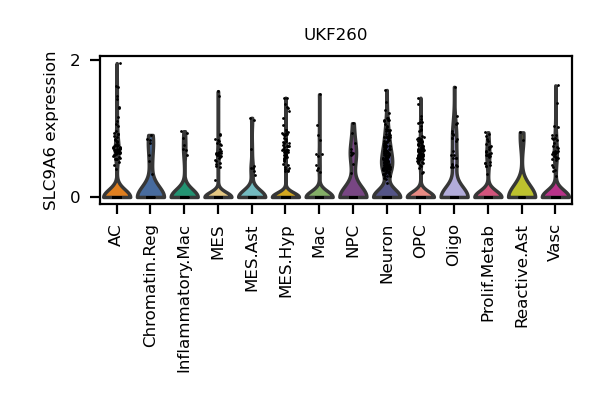 UKF260
SLC9A6 expression
2
0
AC
Chromatin.Reg
Inflammatory.Mac
MES
MES.Ast
MES.Hyp
Mac
NPC
Neuron
OPC
Oligo
Prolif.Metab
Reactive.Ast
Vasc